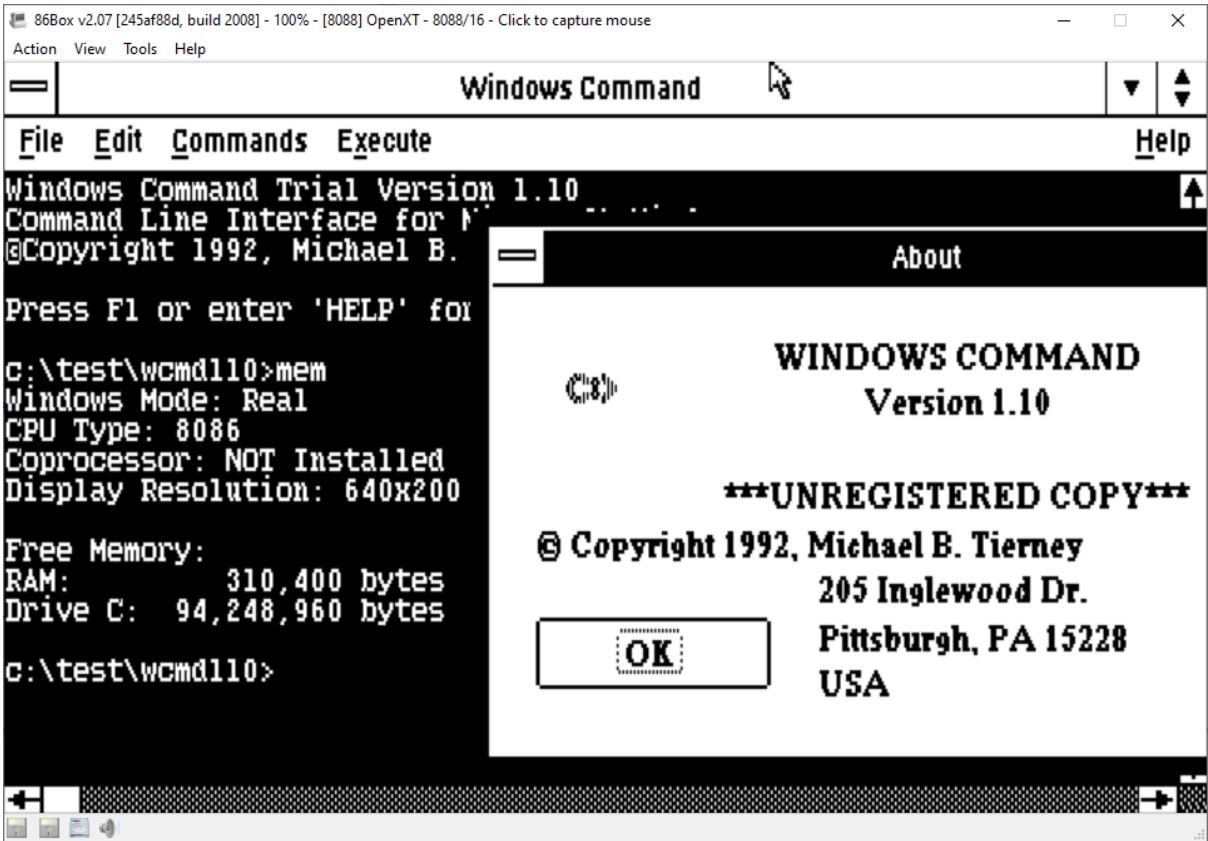 86Box v2.07 [245af88d, build 2008] - 100% - [8088] OpenXT - 8088/16 - Click to capture mouse
Action View Tools Help
Windows Command
File Edit Commands Execute Help
Windows Command Trial Version 1.10
Command Line Interface for
©Copyright 1992, Michael B.
Press F1 or enter 'HELP' for
c:\test\wcmd110>mem
Windows Mode: Real
CPU Type: 8086
Coprocessor: NOT Installed
Display Resolution: 640x200
Free Memory:
RAM: 310,400 bytes
Drive C: 94,248,960 bytes
c:\test\wcmd110>
About
C:\>
WINDOWS COMMAND
Version 1.10
***UNREGISTERED COPY***
© Copyright 1992, Michael B. Tierney
205 Inglewood Dr.
Pittsburgh, PA 15228
USA
OK